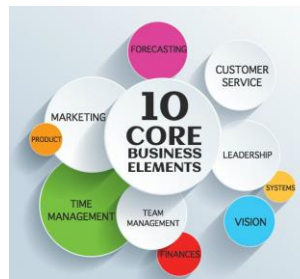 FORECASTING
CUSTOMER
SERVICE
MARKETING
10
CORE
BUSINESS
ELEMENTS
PRODUCT
LEADERSHIP
SYSTEMS
TIME
MANAGEMENT
TEAM
MANAGEMENT
VISION
FINANCES